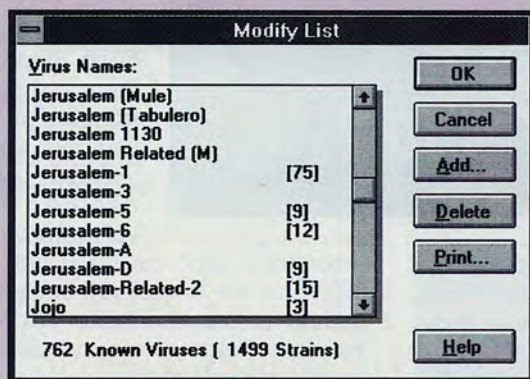 Modify List
Virus Names:
Jerusalem (Mule)
Jerusalem (Tabulero)
Jerusalem 1130
Jerusalem Related (M)
Jerusalem-1 [75]
Jerusalem-3
Jerusalem-5 [9]
Jerusalem-6 [12]
Jerusalem-A
Jerusalem-D [9]
Jerusalem-Related-2 [15]
Jojo [3]
762 Known Viruses ( 1499 Strains)
OK
Cancel
Add...
Delete
Print...
Help